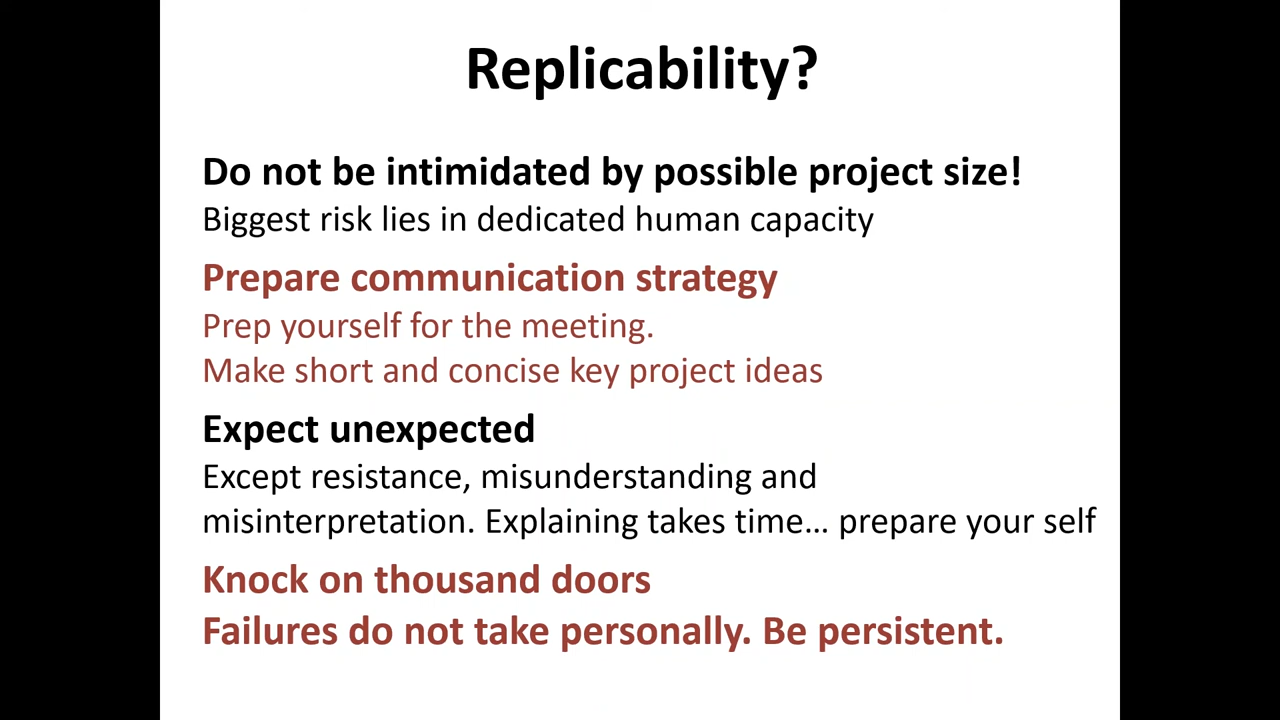 Replicability?
Do not be intimidated by possible project size!
Biggest risk lies in dedicated human capacity
Prepare communication strategy
Prep yourself for the meeting.
Make short and concise key project ideas
Expect unexpected
Except resistance, misunderstanding and
misinterpretation. Explaining takes time... prepare your self
Knock on thousand doors
Failures do not take personally. Be persistent.